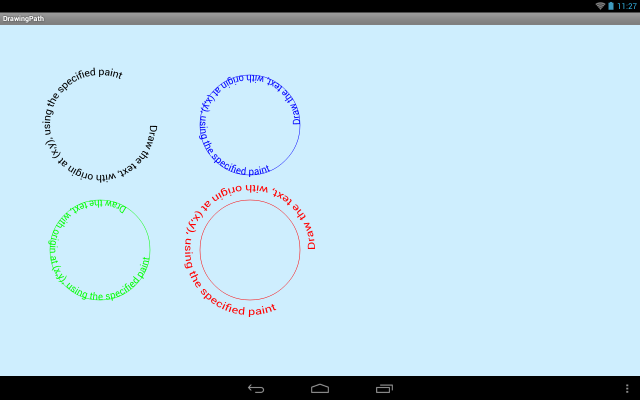 11:27
DrawingPath
Draw the text, with origin at (x,y), using the specified paint
Draw the text, with origin at (x,y), using the specified paint
Draw the text, with origin at (x,y), using the specified paint
Draw the text, with origin at (x,y), using the specified paint